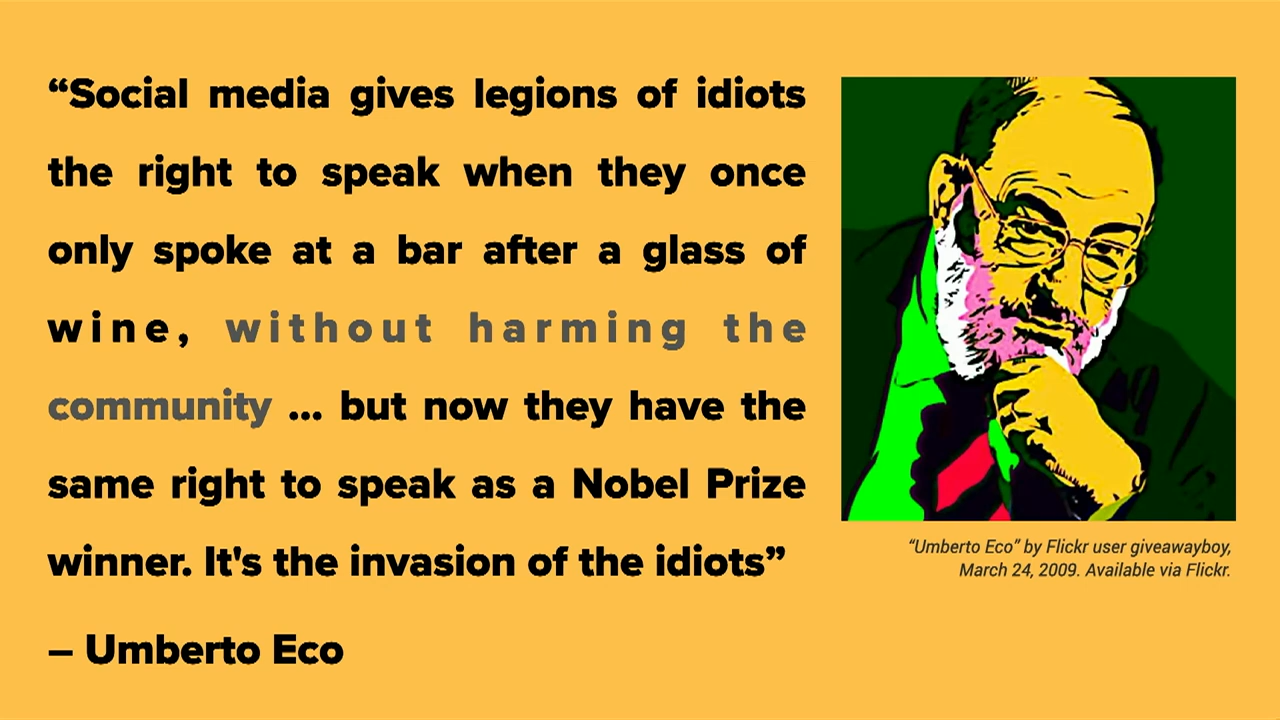 “Social media gives legions of idiots
the right to speak when they once
only spoke at a bar after a glass of
wine, without harming the
community ... but now they have the
same right to speak as a Nobel Prize
winner. It's the invasion of the idiots”
– Umberto Eco
“Umberto Eco” by Flickr user giveawayboy,
March 24, 2009. Available via Flickr.